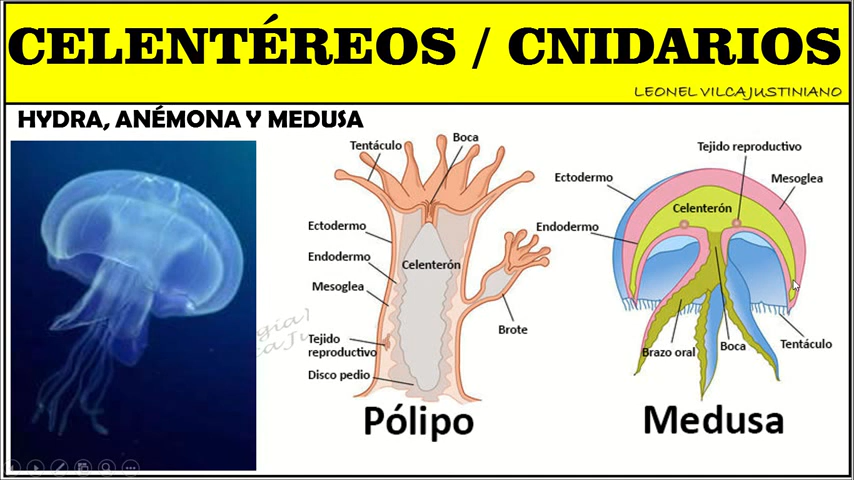 CELENTÉREOS / CNIDARIOS
LEONEL VILCA JUSTINIANO
HYDRA, ANÉMONA Y MEDUSA
Tentáculo
Boca
Ectodermo
Endodermo
Celenterón
Mesoglea
Brote
Tejido
reproductivo
Disco pedio
Pólipo
Tejido reproductivo
Ectodermo
Mesoglea
Celenterón
Endodermo
Brazo oral
Boca
Tentáculo
Medusa